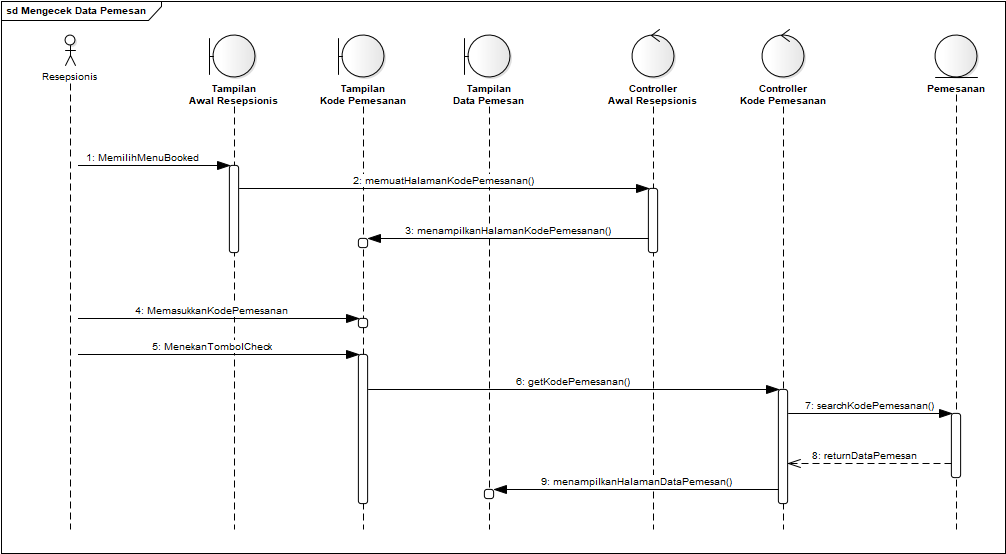 sd Mengecek Data Pemesan
Resepsionis
Tampilan
Awal Resepsionis
Tampilan
Kode Pemesanan
Tampilan
Data Pemesan
Controller
Awal Resepsionis
Controller
Kode Pemesanan
Pemesanan
1: MemilihMenuBooked
2: memuatHalamanKodePemesanan()
3: menampilkanHalamanKodePemesanan()
4: MemasukkanKodePemesanan
5: MenekanTombolCheck
6: getKodePemesanan()
7: searchKodePemesanan()
8: returnDataPemesan
9: menampilkanHalamanDataPemesan()